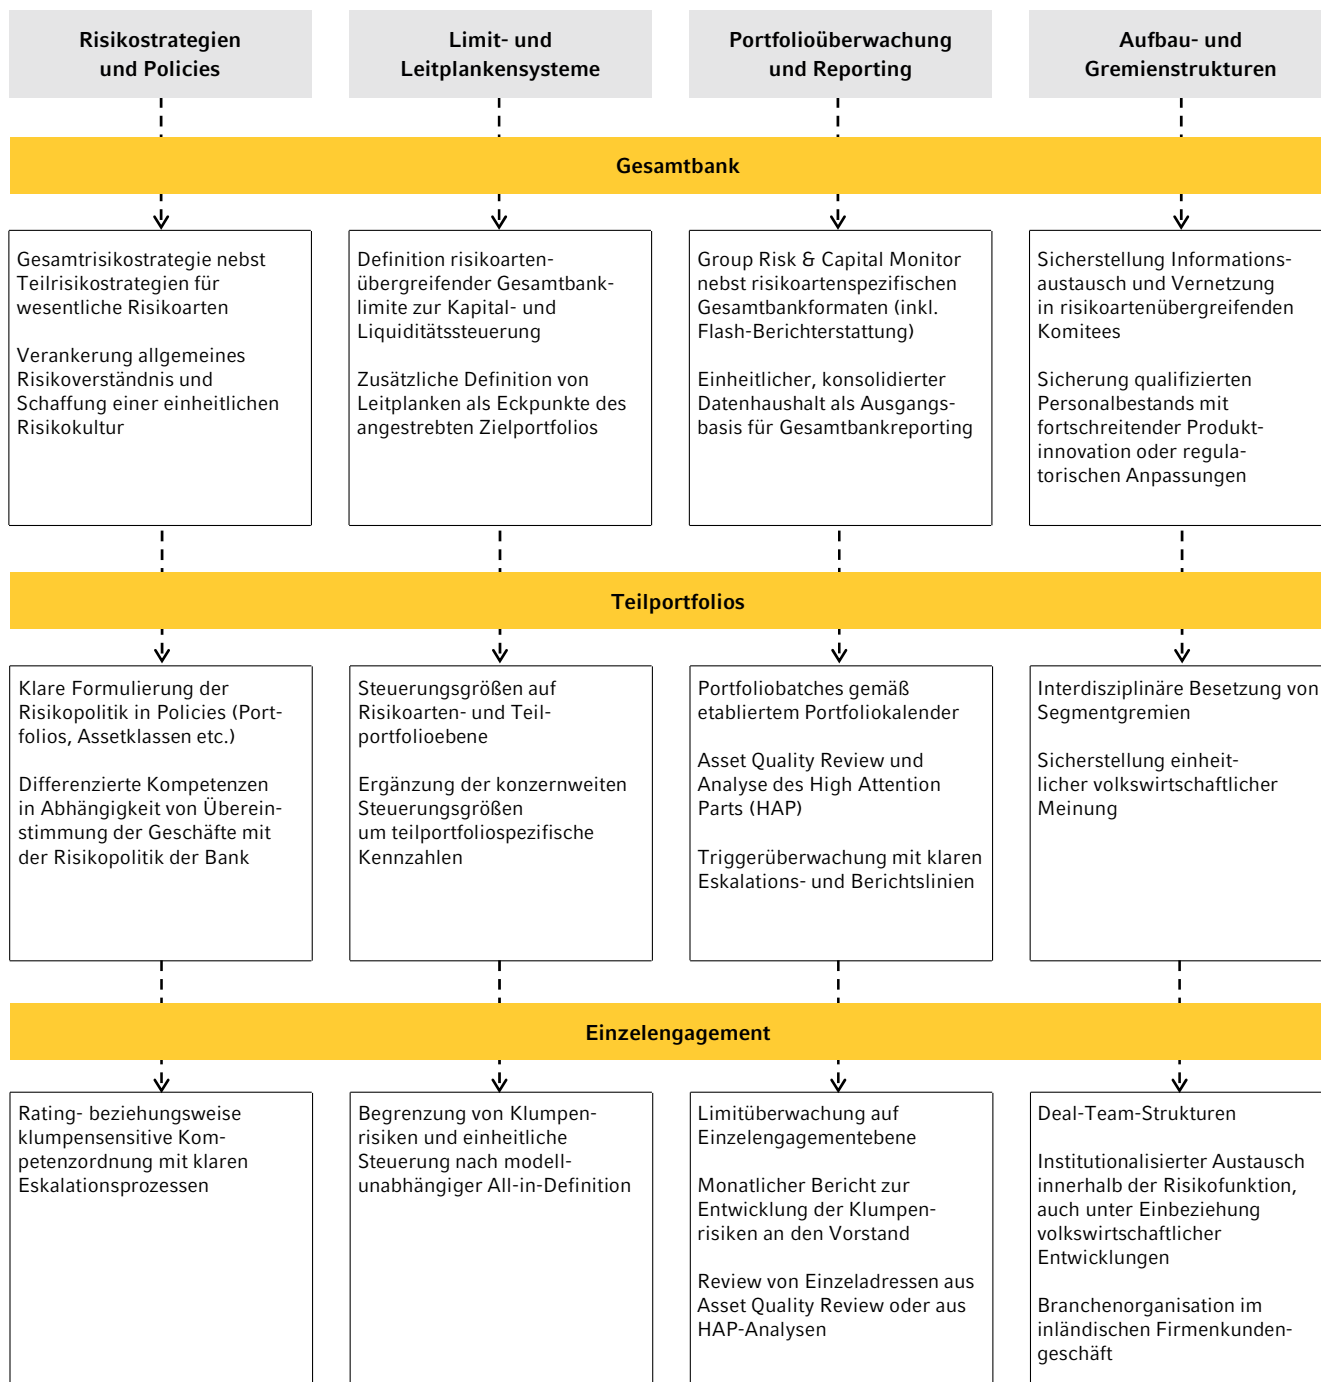 Risikostrategien
und Policies
Limit- und
Leitplankensysteme
Portfolioüberwachung
und Reporting
Aufbau- und
Gremienstrukturen
Gesamtbank
Gesamtrisikostrategie nebst
Teilrisikostrategien für
wesentliche Risikoarten
Verankerung allgemeines
Risikoverständnis und
Schaffung einer einheitlichen
Risikokultur
Definition risikoarten-
übergreifender Gesamtbank-
limite zur Kapital- und
Liquiditätssteuerung
Zusätzliche Definition von
Leitplanken als Eckpunkte des
angestrebten Zielportfolios
Group Risk & Capital Monitor
nebst risikoartenspezifischen
Gesamtbankformaten (inkl.
Flash-Berichterstattung)
Einheitlicher, konsolidierter
Datenhaushalt als Ausgangs-
basis für Gesamtbankreporting
Sicherstellung Informations-
austausch und Vernetzung
in risikoartenübergreifenden
Komitees
Sicherung qualifizierten
Personalbestands mit
fortschreitender Produkt-
innovation oder regula-
torischen Anpassungen
Teilportfolios
Klare Formulierung der
Risikopolitik in Policies (Port-
folios, Assetklassen etc.)
Differenzierte Kompetenzen
in Abhängigkeit von Überein-
stimmung der Geschäfte mit
der Risikopolitik der Bank
Steuerungsgrößen auf
Risikoarten- und Teil-
portfolioebene
Ergänzung der konzernweiten
Steuerungsgrößen
um teilportfoliospezifische
Kennzahlen
Portfoliobatches gemäß
etabliertem Portfoliokalender
Asset Quality Review und
Analyse des High Attention
Parts (HAP)
Triggerüberwachung mit klaren
Eskalations- und Berichtslinien
Interdisziplinäre Besetzung von
Segmentgremien
Sicherstellung einheit-
licher volkswirtschaftlicher
Meinung
Einzelengagement
Rating- beziehungsweise
klumpensensitive Kom-
petenzordnung mit klaren
Eskalationsprozessen
Begrenzung von Klumpen-
risiken und einheitliche
Steuerung nach modell-
unabhängiger All-in-Definition
Limitüberwachung auf
Einzelengagementebene
Monatlicher Bericht zur
Entwicklung der Klumpen-
risiken an den Vorstand
Review von Einzeladressen aus
Asset Quality Review oder aus
HAP-Analysen
Deal-Team-Strukturen
Institutionalisierter Austausch
innerhalb der Risikofunktion,
auch unter Einbeziehung
volkswirtschaftlicher
Entwicklungen
Branchenorganisation im
inländischen Firmenkunden-
geschäft